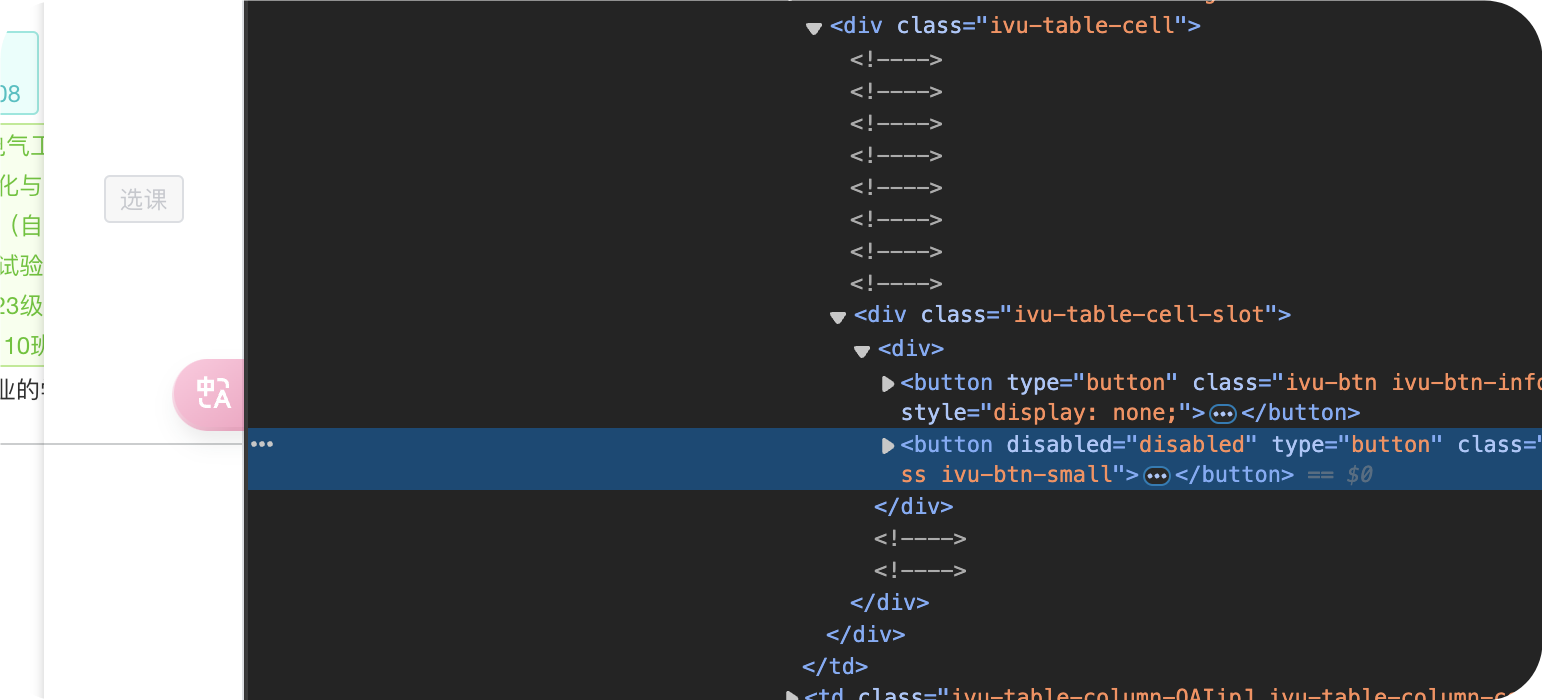 08
气工
化与
（自
试验
23级
10班
业的
选课
中A
<div class="ivu-table-cell">
<!---->
<!---->
<!---->
<!---->
<!---->
<!---->
<!---->
<!---->
<div class="ivu-table-cell-slot">
<div>
<button type="button" class="ivu-btn ivu-btn-info
style="display: none;">•••</button>
•••
<button disabled="disabled" type="button" class="
ss ivu-btn-small">•••</button> == $0
</div>
<!---->
<!---->
</div>
</div>
</td>
<td class="ivu-table-column-QAIjpl ivu-table-column-c